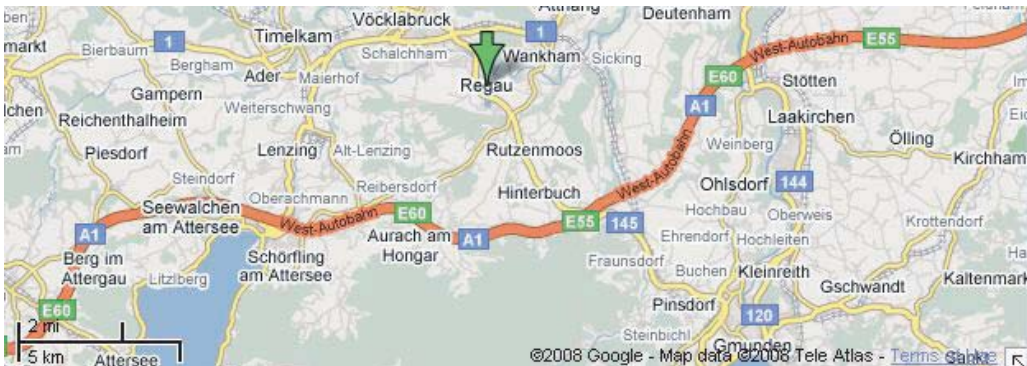 Vöcklabruck
Deutenham
markt
Bierbaum
1
Timelkam
Schalchham
1
Wankham
Sicking
West-Autobahn
E55
Bergham
Ader
Maierhof
Regau
E60
Stötten
Gampern
Weiterschwang
A1
Laakirchen
Reichenthalheim
Ölling
Piesdorf
Lenzing
Alt-Lenzing
Rutzenmoos
Weinberg
Kirchham
Steindorf
Reibersdorf
Hinterbuch
West-Autobahn
Ohlsdorf
144
Oberachmann
Seewalchen
am Attersee
West-Autobahn
E60
E55
145
Hochbau
Oberweis
Krottendorf
A1
Aurach am
Hongar
A1
Ehrendorf
Hochleiten
Berg im
Attergau
Litzlberg
Schörfling
am Attersee
Fraunsdorf
Buchen
Kleinreith
Gschwandt
Kaltenmark
E60
Pinsdorf
120
2 mi
Steinbichl
5 km
Attersee
Gmunden
©2008 Google - Map data ©2008 Tele Atlas - Terms of Use